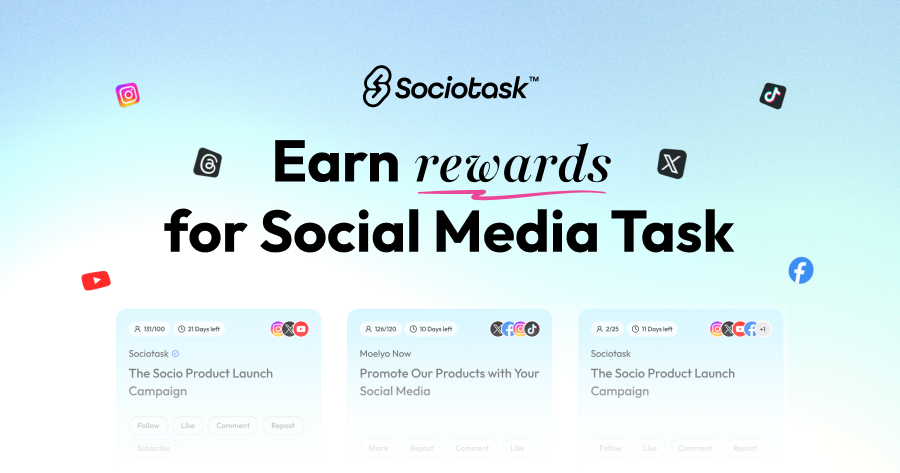 Sociotask™
Earn rewards
for Social Media Task
131/100
21 Days left
Sociotask
The Socio Product Launch
Campaign
Follow
Like
Comment
Repost
Subscribe
126/120
10 Days left
Moelyo Now
Promote Our Products with Your
Social Media
Share
Repost
Comment
Like
2/25
11 Days left
+1
Sociotask
The Socio Product Launch
Campaign
Follow
Like
Comment
Repost